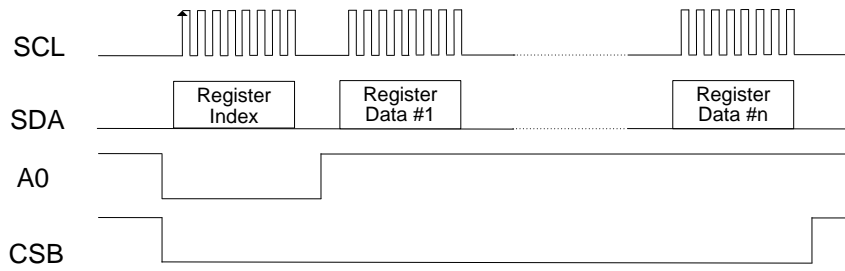 SCL
SDA
Register
Index
Register
Data #1
Register
Data #n
A0
CSB